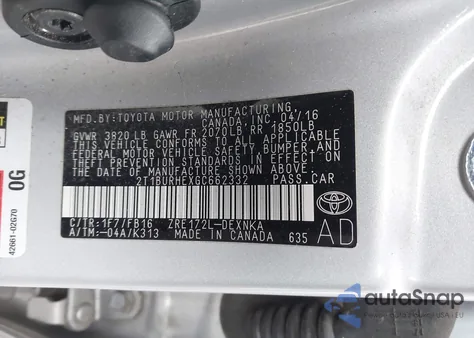 MFD.BY:TOYOTA MOTOR MANUFACTURING
CANADA, INC. 04/16
GVWR 3820 LB GAWR FR 2070LB RR 1850LB
THIS VEHICLE CONFORMS TO ALL APPLICABLE
FEDERAL MOTOR VEHICLE SAFETY AND
THEFT PREVENTION STANDARDS IN EFFECT ON
THE DATE OF MANUFACTURE SHOWN ABOVE.
2T1BURHEXGC662332 PASS.CAR
C/TR:1F7/FB16 ZRE172L-DEXNKA
A/TM:-04A/K313 MADE IN CANADA 635
AD
0G
42661-02G70
autoSnap